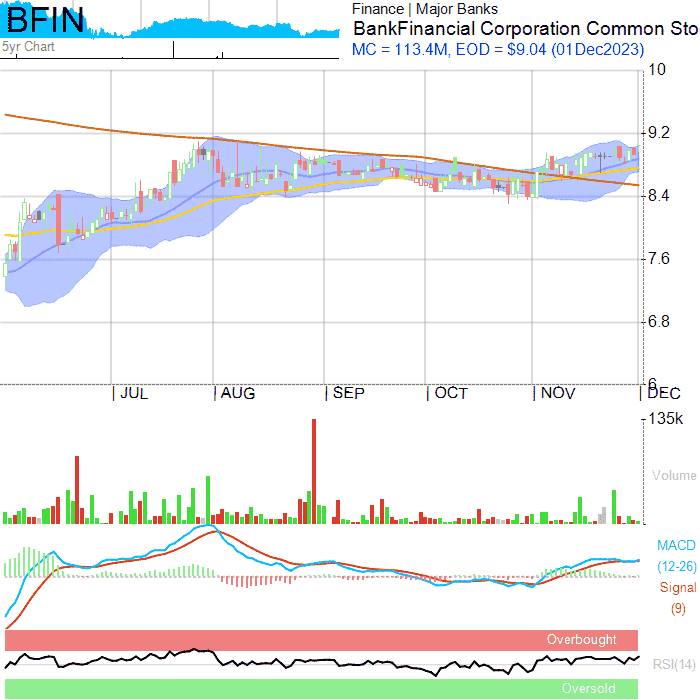 BFIN
5yr Chart
Finance | Major Banks
BankFinancial Corporation Common Sto
MC = 113.4M, EOD = $9.04 (01Dec2023)
10
9.2
8.4
7.6
6.8
6
JUL
AUG
SEP
OCT
NOV
DEC
135k
Volume
MACD
(12-26)
Signal
(9)
Overbought
RSI(14)
Oversold